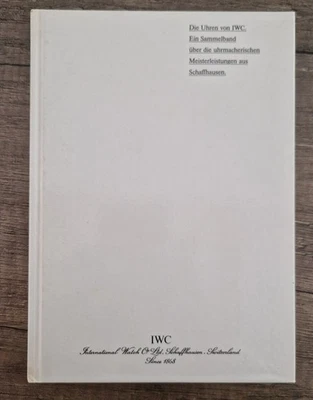 Die Uhren von IWC.
Ein Sammelband
über die uhrmacherischen
Meisterleistungen aus
Schaffhausen.
IWC
International Watch Co. Ltd. Schaffhausen, Switzerland
Since 1868